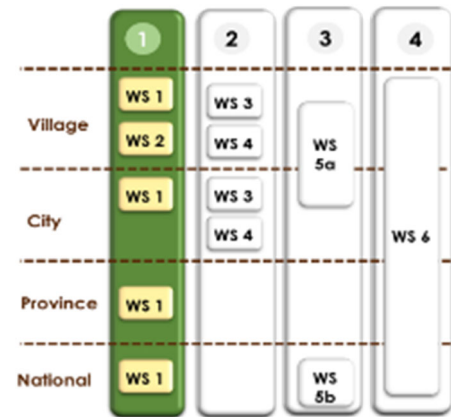 1 2 3 4
Village
WS 1
WS 2
WS 3
WS 4
WS
5a
City
WS 1
WS 3
WS 4
WS 6
Province
WS 1
National
WS 1
WS
5b